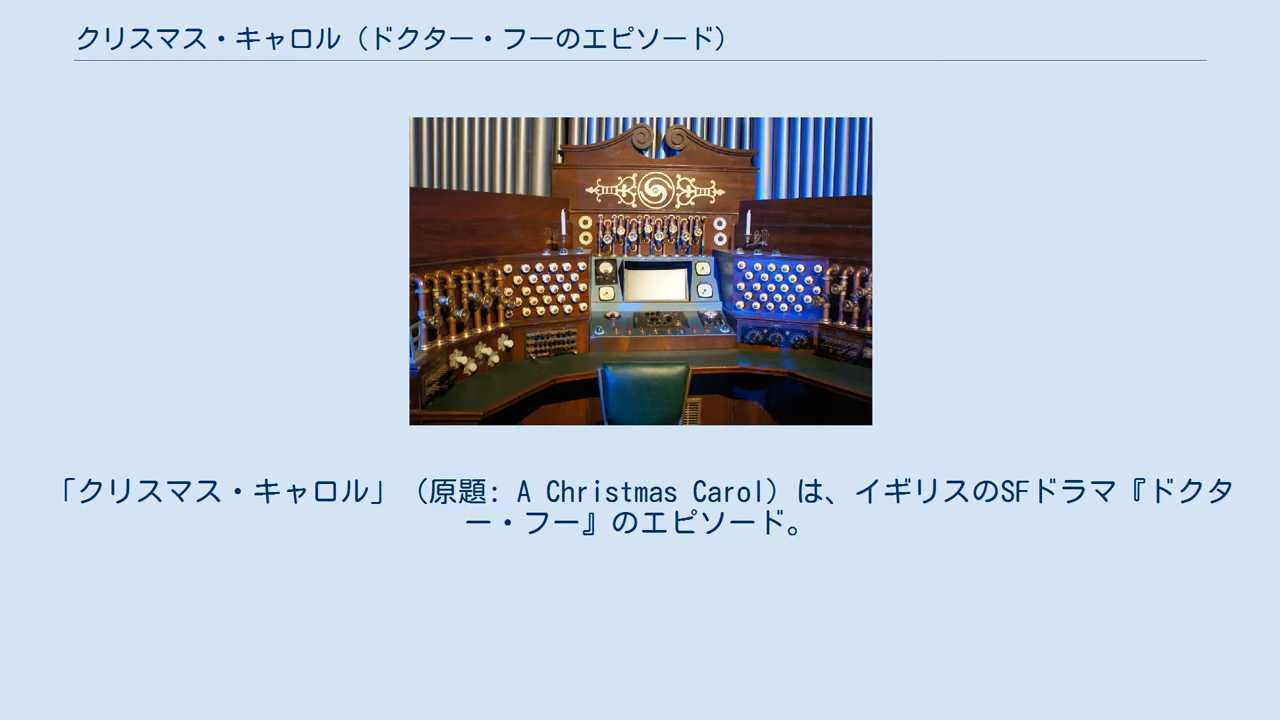 クリスマス・キャロル（ドクター・フーのエピソード）
「クリスマス・キャロル」（原題: A Christmas Carol）は、イギリスのSFドラマ『ドクタ
ー・フー』のエピソード。